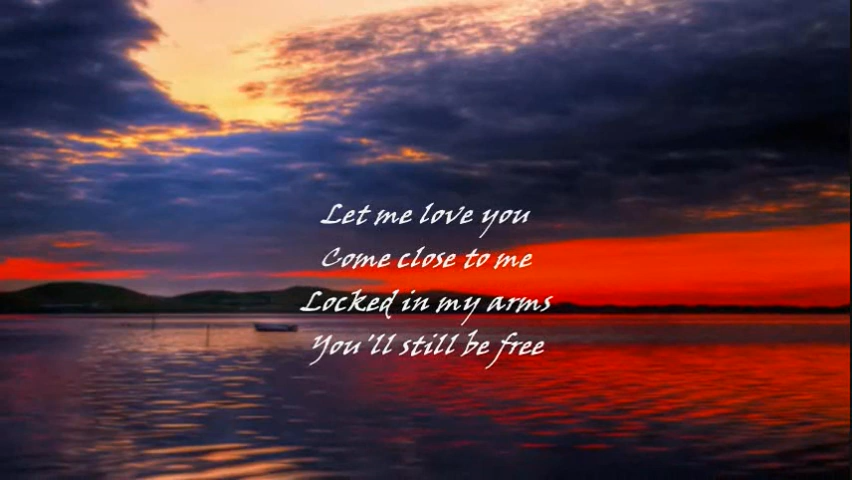 Let me love you
Come close to me
Locked in my arms
You'll still be free